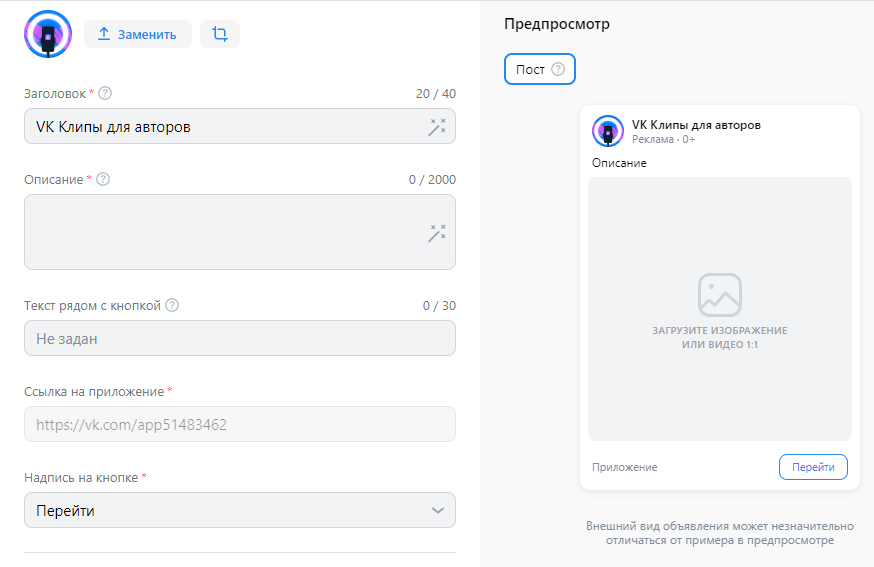 Заменить
Заголовок * 20 / 40
VK Клипы для авторов
Описание * 0 / 2000
Текст рядом с кнопкой 0 / 30
Не задан
Ссылка на приложение *
https://vk.com/app51483462
Надпись на кнопке *
Перейти
Предпросмотр
Пост
VK Клипы для авторов
Реклама · 0+
Описание
ЗАГРУЗИТЕ ИЗОБРАЖЕНИЕ
ИЛИ ВИДЕО 1:1
Приложение
Перейти
Внешний вид объявления может незначительно
отличаться от примера в предпросмотре